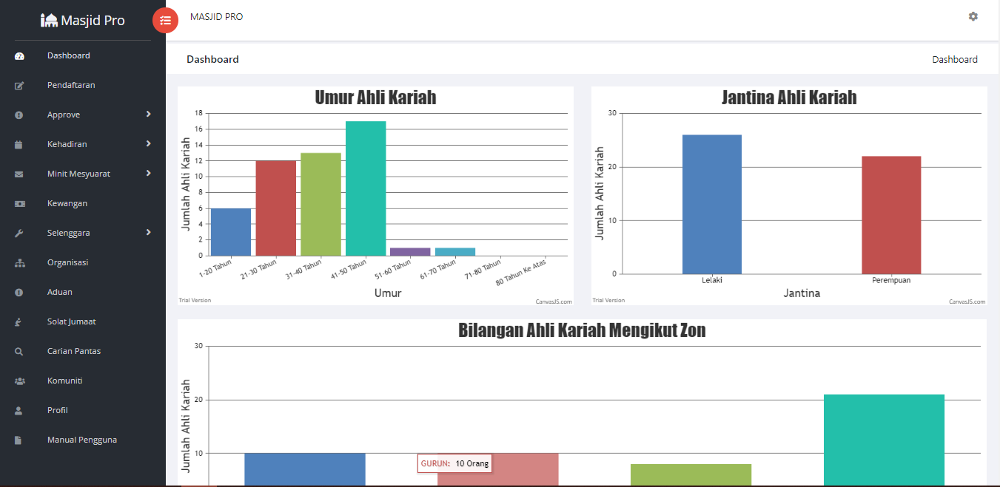 Masjid Pro
MASJID PRO
Dashboard
Pendaftaran
Approve
Kehadiran
Minit Mesyuarat
Kewangan
Selenggara
Organisasi
Aduan
Solat Jumaat
Carian Pantas
Komuniti
Profil
Manual Pengguna
Dashboard
Dashboard
Umur Ahli Kariah
Jumlah Ahli Kariah
18
16
14
12
10
8
6
4
2
0
1-20 Tahun
21-30 Tahun
31-40 Tahun
41-50 Tahun
51-60 Tahun
61-70 Tahun
71-80 Tahun
80 Tahun Ke Atas
Umur
Trial Version
CanvasJS.com
Jantina Ahli Kariah
Jumlah Ahli Kariah
30
20
10
0
Lelaki
Perempuan
Jantina
Trial Version
CanvasJS.com
Bilangan Ahli Kariah Mengikut Zon
Jumlah Ahli Kariah
30
20
10
GURUN: 10 Orang